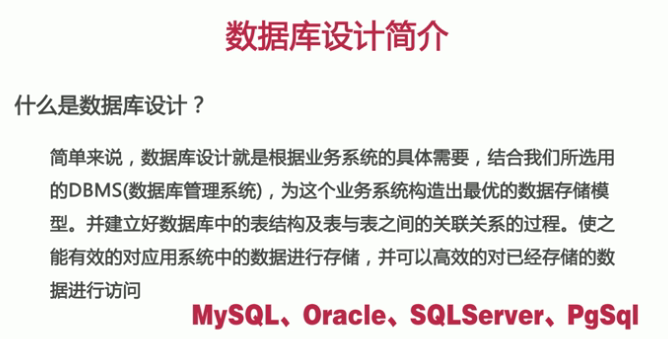 数据库设计简介
什么是数据库设计？
简单来说，数据库设计就是根据业务系统的具体需要，结合我们所选用
的DBMS(数据库管理系统)，为这个业务系统构造出最优的数据存储模
型。并建立好数据库中的表结构及表与表之间的关联关系的过程。使之
能有效的对应用系统中的数据进行存储，并可以高效的对已经存储的数
据进行访问
MySQL、Oracle、SQLServer、PgSql